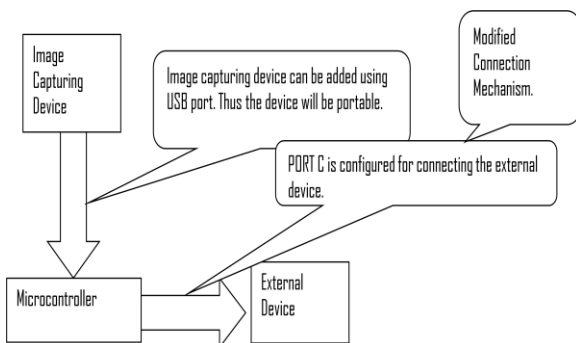 Image
Capturing
Device
Image capturing device can be added using
USB port. Thus the device will be portable.
Modified
Connection
Mechanism.
PORT C is configured for connecting the external
device.
Microcontroller
External
Device